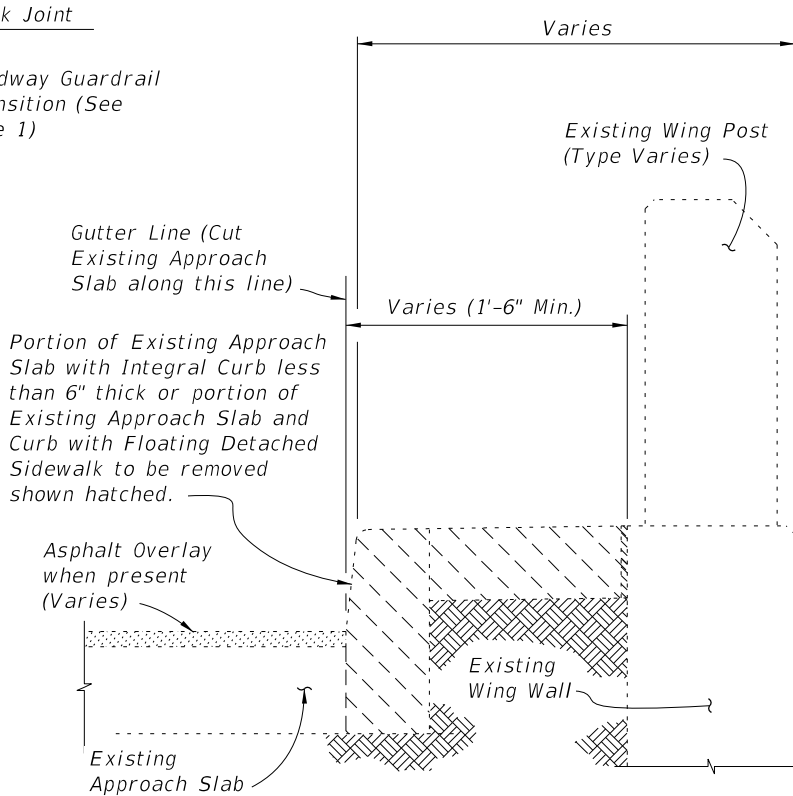 Joint
Varies
Guardrail
(See
1)
Existing Wing Post
(Type Varies)
Gutter Line (Cut
Existing Approach
Slab along this line)
Varies (1'-6" Min.)
Portion of Existing Approach
Slab with Integral Curb less
than 6" thick or portion of
Existing Approach Slab and
Curb with Floating Detached
Sidewalk to be removed
shown hatched.
Asphalt Overlay
when present
(Varies)
Existing
Wing Wall
Existing
Approach Slab